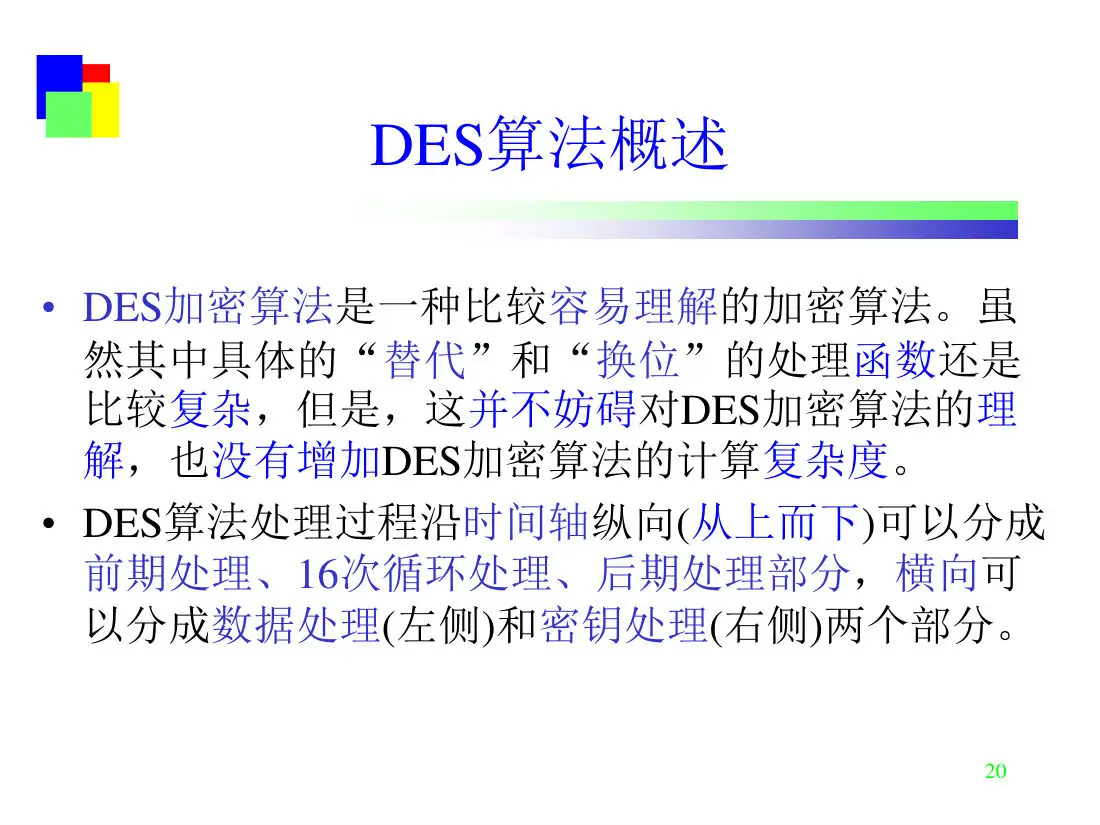 DES算法概述
• DES加密算法是一种比较容易理解的加密算法。虽
然其中具体的“替代”和“换位”的处理函数还是
比较复杂，但是，这并不妨碍对DES加密算法的理
解，也没有增加DES加密算法的计算复杂度。
• DES算法处理过程沿时间轴纵向(从上而下)可以分成
前期处理、16次循环处理、后期处理部分，横向可
以分成数据处理(左侧)和密钥处理(右侧)两个部分。
20